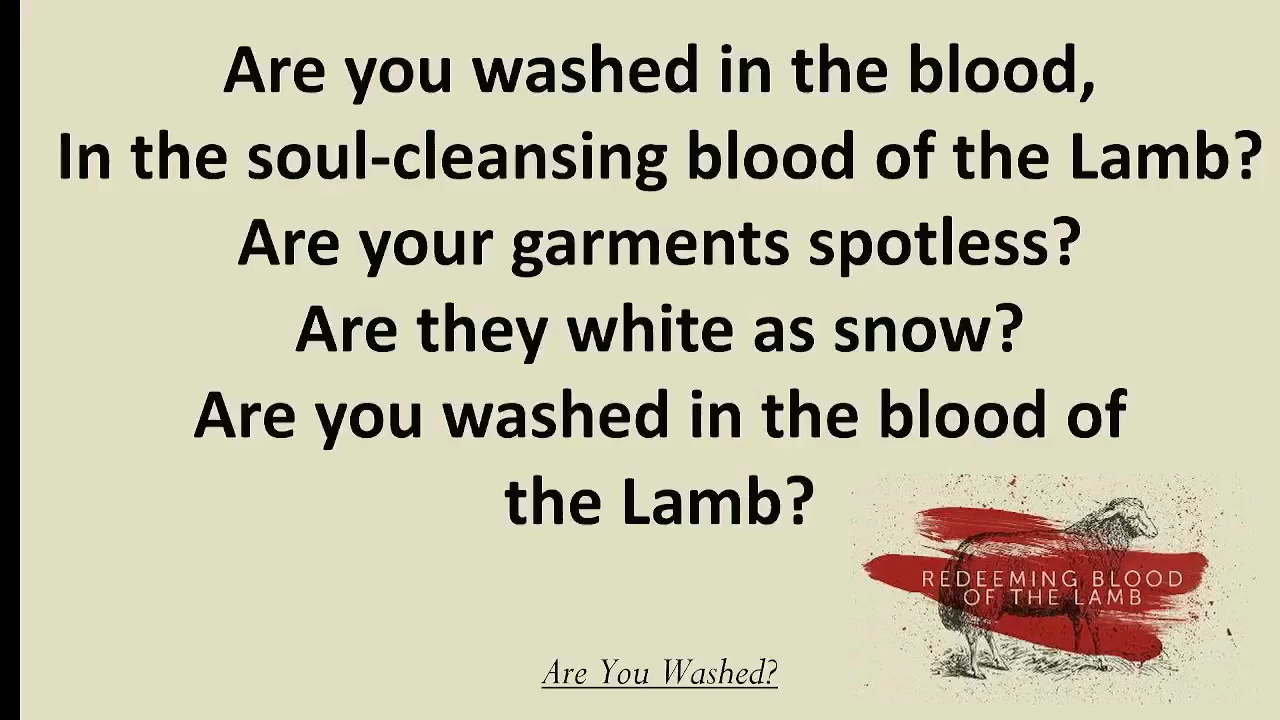 Are you washed in the blood,
In the soul-cleansing blood of the Lamb?
Are your garments spotless?
Are they white as snow?
Are you washed in the blood of
the Lamb?
REDEEMING BLOOD
OF THE LAMB
Are You Washed?